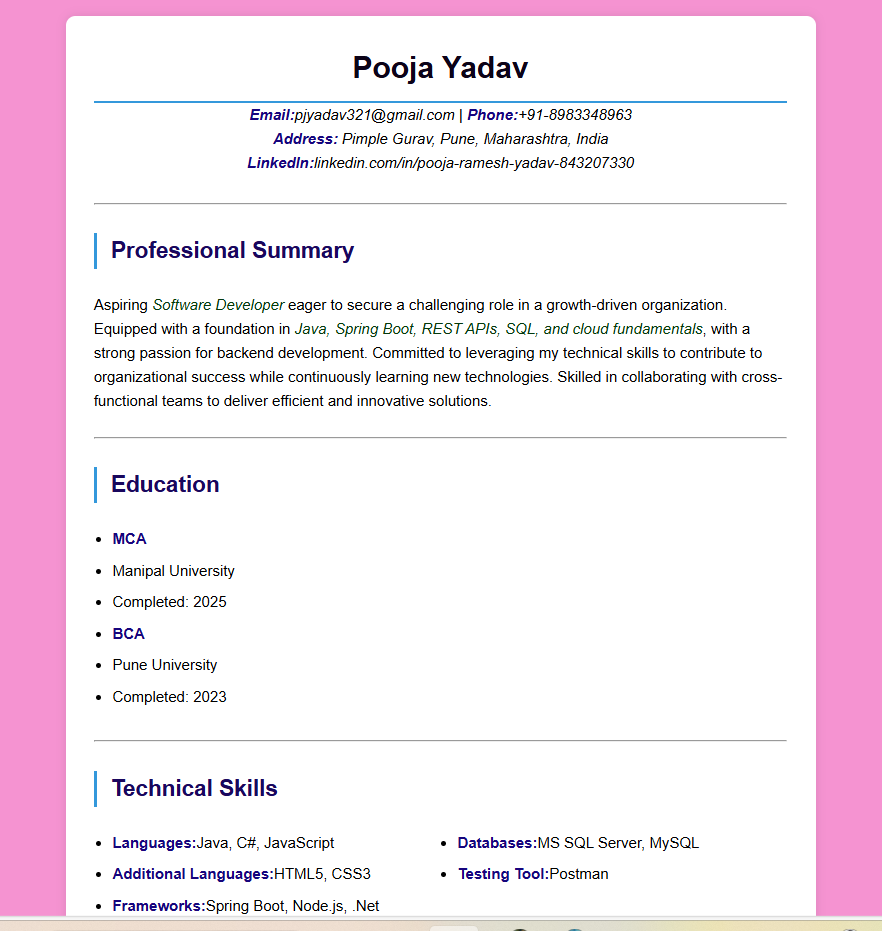 Pooja Yadav
Email:pjyadav321@gmail.com | Phone:+91-8983348963
Address: Pimple Gurav, Pune, Maharashtra, India
LinkedIn:linkedin.com/in/pooja-ramesh-yadav-843207330
Professional Summary
Aspiring Software Developer eager to secure a challenging role in a growth-driven organization.
Equipped with a foundation in Java, Spring Boot, REST APIs, SQL, and cloud fundamentals, with a
strong passion for backend development. Committed to leveraging my technical skills to contribute to
organizational success while continuously learning new technologies. Skilled in collaborating with cross-
functional teams to deliver efficient and innovative solutions.
Education
• MCA
• Manipal University
• Completed: 2025
• BCA
• Pune University
• Completed: 2023
Technical Skills
• Languages:Java, C#, JavaScript
• Additional Languages:HTML5, CSS3
• Frameworks:Spring Boot, Node.js, .Net
• Databases:MS SQL Server, MySQL
• Testing Tool:Postman